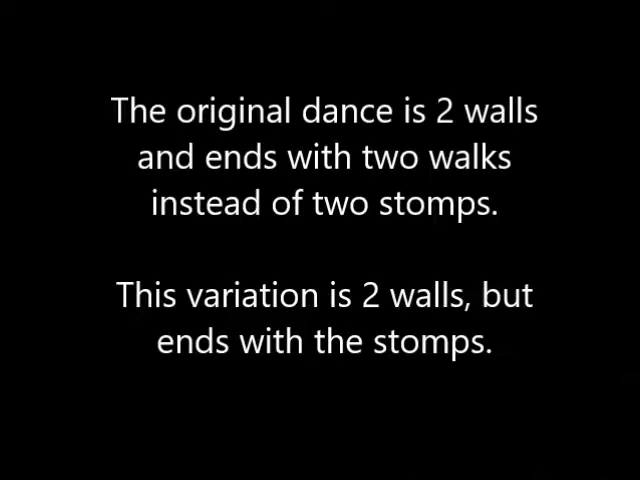 The original dance is 2 walls
and ends with two walks
instead of two stomps.
This variation is 2 walls, but
ends with the stomps.